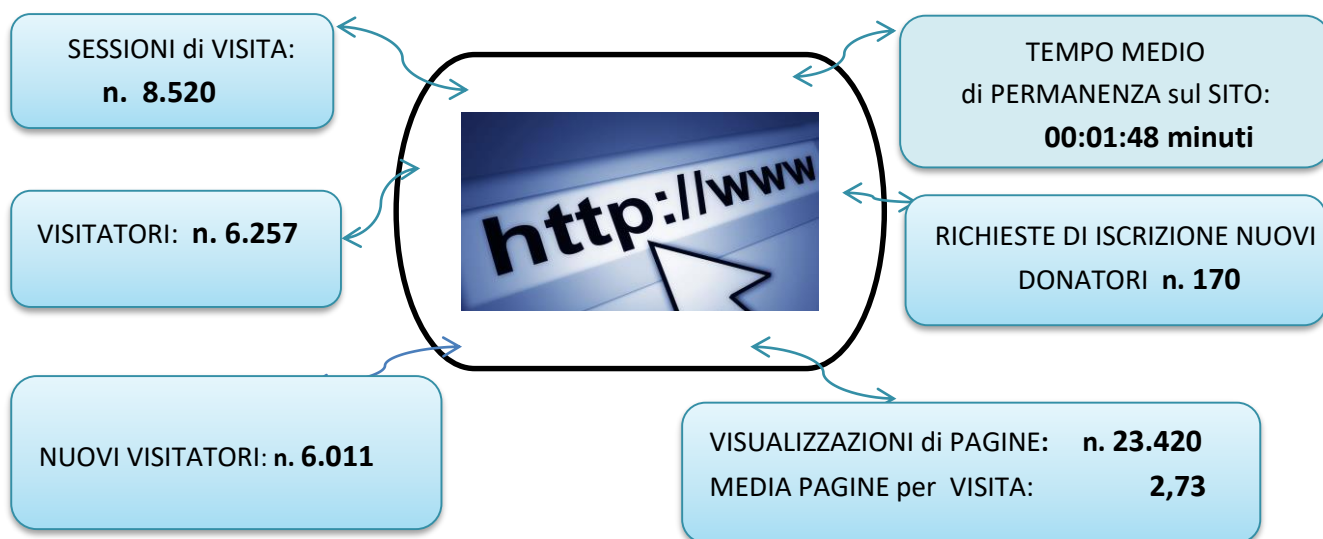 SESSIONI di VISITA:
n. 8.520
TEMPO MEDIO
di PERMANENZA sul SITO:
00:01:48 minuti
VISITATORI: n. 6.257
http://www
RICHIESTE DI ISCRIZIONE NUOVI
DONATORI n. 170
NUOVI VISITATORI: n. 6.011
VISUALIZZAZIONI di PAGINE: n. 23.420
MEDIA PAGINE per VISITA: 2,73